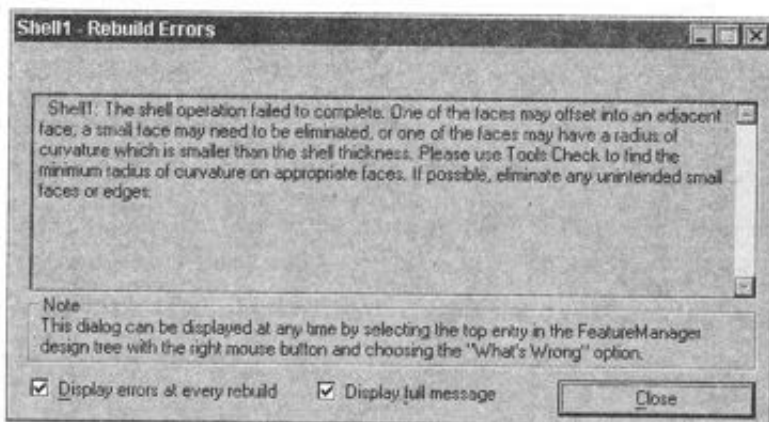 Shell1 - Rebuild Errors
Shell1: The shell operation failed to complete. One of the faces may offset into an adjacent
face, a small face may need to be eliminated, or one of the faces may have a radius of
curvature which is smaller than the shell thickness. Please use Tools Check to find the
minimum radius of curvature on appropriate faces. If possible, eliminate any unintended small
faces or edges.
Note
This dialog can be displayed at any time by selecting the top entry in the FeatureManager
design tree with the right mouse button and choosing the "What's Wrong" option.
Display errors at every rebuild
Display full message
Close